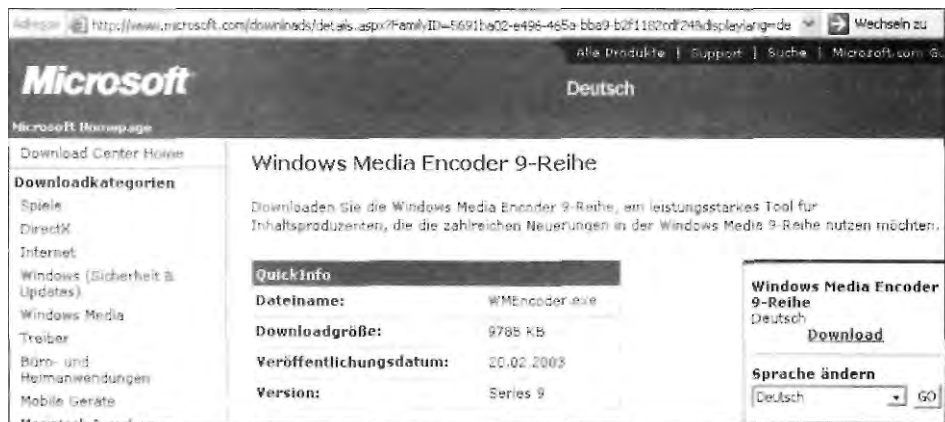 Adresse http://www.microsoft.com/downloads/details.aspx?FamilyID=5691ba02-e496-465a-bba9-b2f1182cdf24&displaylang=de Wechseln zu
Alle Produkte | Support | Suche | Microsoft.com
Microsoft
Deutsch
Microsoft Homepage
Download Center Home
Downloadkategorien
Spiele
DirectX
Internet
Windows (Sicherheit &
Updates)
Windows Media
Treiber
Büro- und
Heimanwendungen
Mobile Geräte
Windows Media Encoder 9-Reihe
Downloaden Sie die Windows Media Encoder 9-Reihe, ein leistungsstarkes Tool für
Inhaltsproduzenten, die die zahlreichen Neuerungen in der Windows Media 9-Reihe nutzen möchten.
QuickInfo
Dateiname: WMEncoder.exe
Downloadgröße: 9785 KB
Veröffentlichungsdatum: 20.02.2003
Version: Series 9
Windows Media Encoder
9-Reihe
Deutsch
Download
Sprache ändern
Deutsch GO